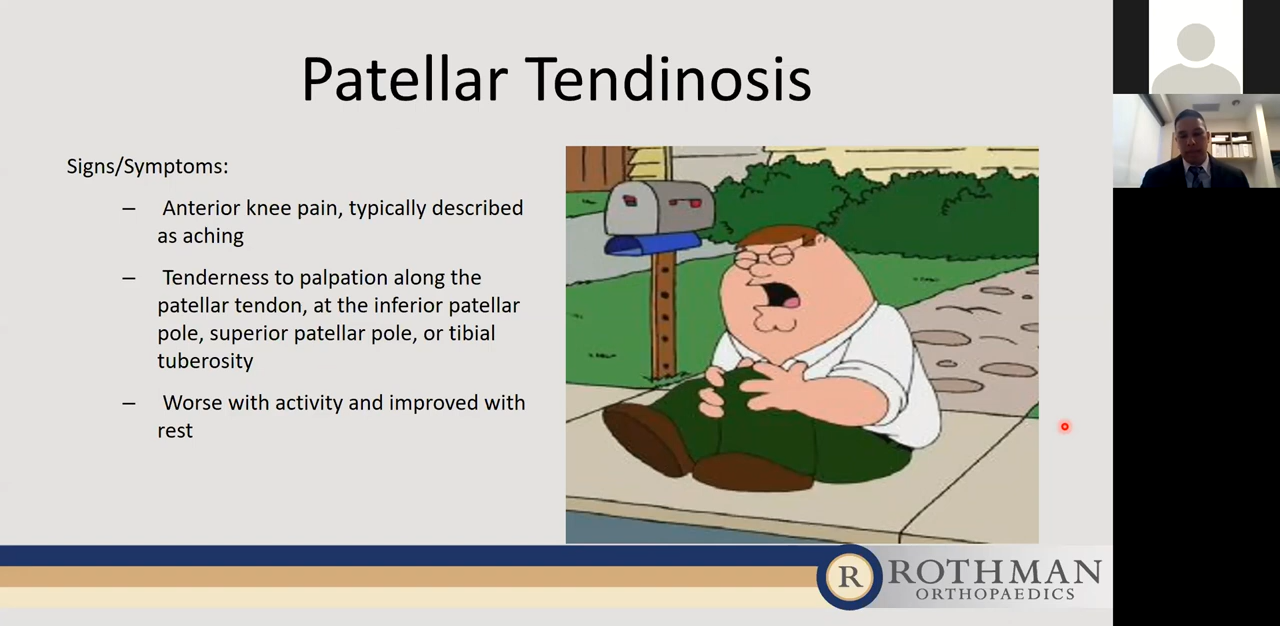 Patellar Tendinosis
Signs/Symptoms:
– Anterior knee pain, typically described
as aching
– Tenderness to palpation along the
patellar tendon, at the inferior patellar
pole, superior patellar pole, or tibial
tuberosity
– Worse with activity and improved with
rest
R ROTHMAN
ORTHOPAEDICS